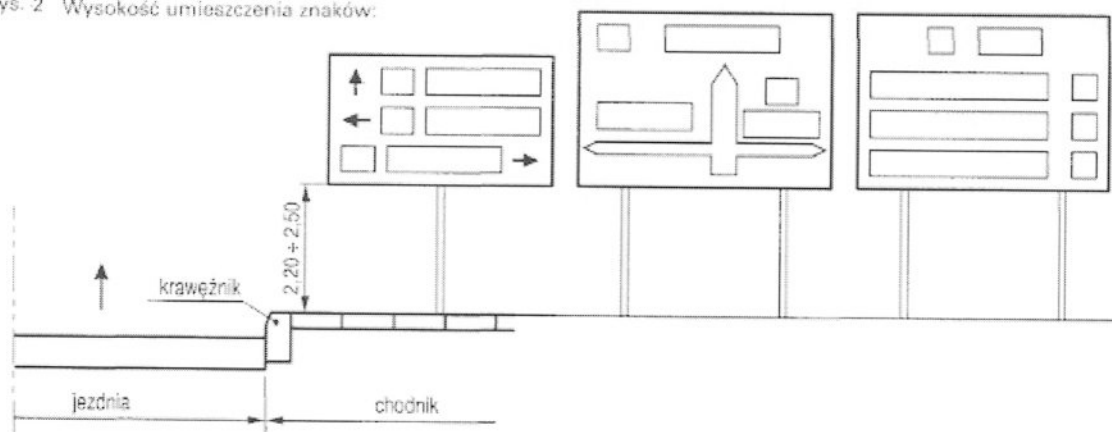 ys. 2 Wysokość umieszczenia znaków:
2,20 ÷ 2,50
krawężnik
jezdnia
chodnik